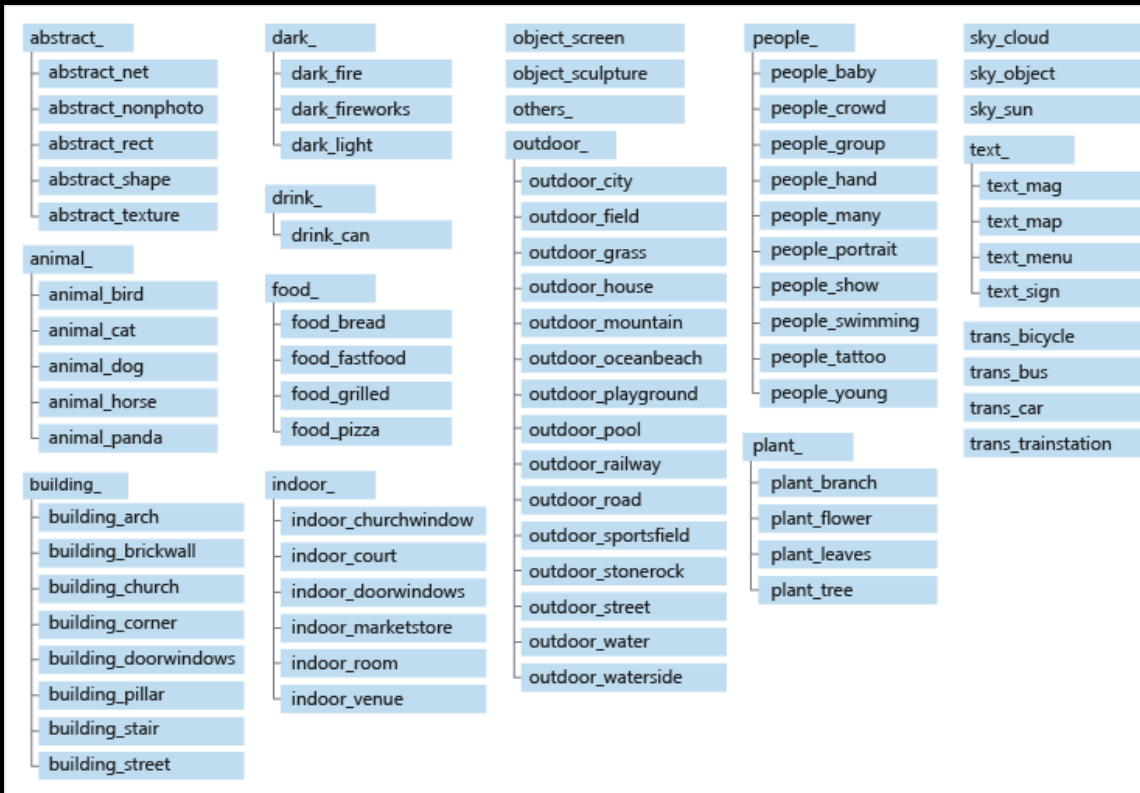 abstract_
abstract_net
abstract_nonphoto
abstract_rect
abstract_shape
abstract_texture
animal_
animal_bird
animal_cat
animal_dog
animal_horse
animal_panda
building_
building_arch
building_brickwall
building_church
building_corner
building_doorwindows
building_pillar
building_stair
building_street
dark_
dark_fire
dark_fireworks
dark_light
drink_
drink_can
food_
food_bread
food_fastfood
food_grilled
food_pizza
indoor_
indoor_churchwindow
indoor_court
indoor_doorwindows
indoor_marketstore
indoor_room
indoor_venue
object_screen
object_sculpture
others_
outdoor_
outdoor_city
outdoor_field
outdoor_grass
outdoor_house
outdoor_mountain
outdoor_oceanbeach
outdoor_playground
outdoor_pool
outdoor_railway
outdoor_road
outdoor_sportsfield
outdoor_stonerock
outdoor_street
outdoor_water
outdoor_waterside
people_
people_baby
people_crowd
people_group
people_hand
people_many
people_portrait
people_show
people_swimming
people_tattoo
people_young
plant_
plant_branch
plant_flower
plant_leaves
plant_tree
sky_cloud
sky_object
sky_sun
text_
text_mag
text_map
text_menu
text_sign
trans_bicycle
trans_bus
trans_car
trans_trainstation